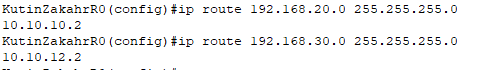 KutinZakahrR0(config)#ip route 192.168.20.0 255.255.255.0
10.10.10.2
KutinZakahrR0(config)#ip route 192.168.30.0 255.255.255.0
10.10.12.2